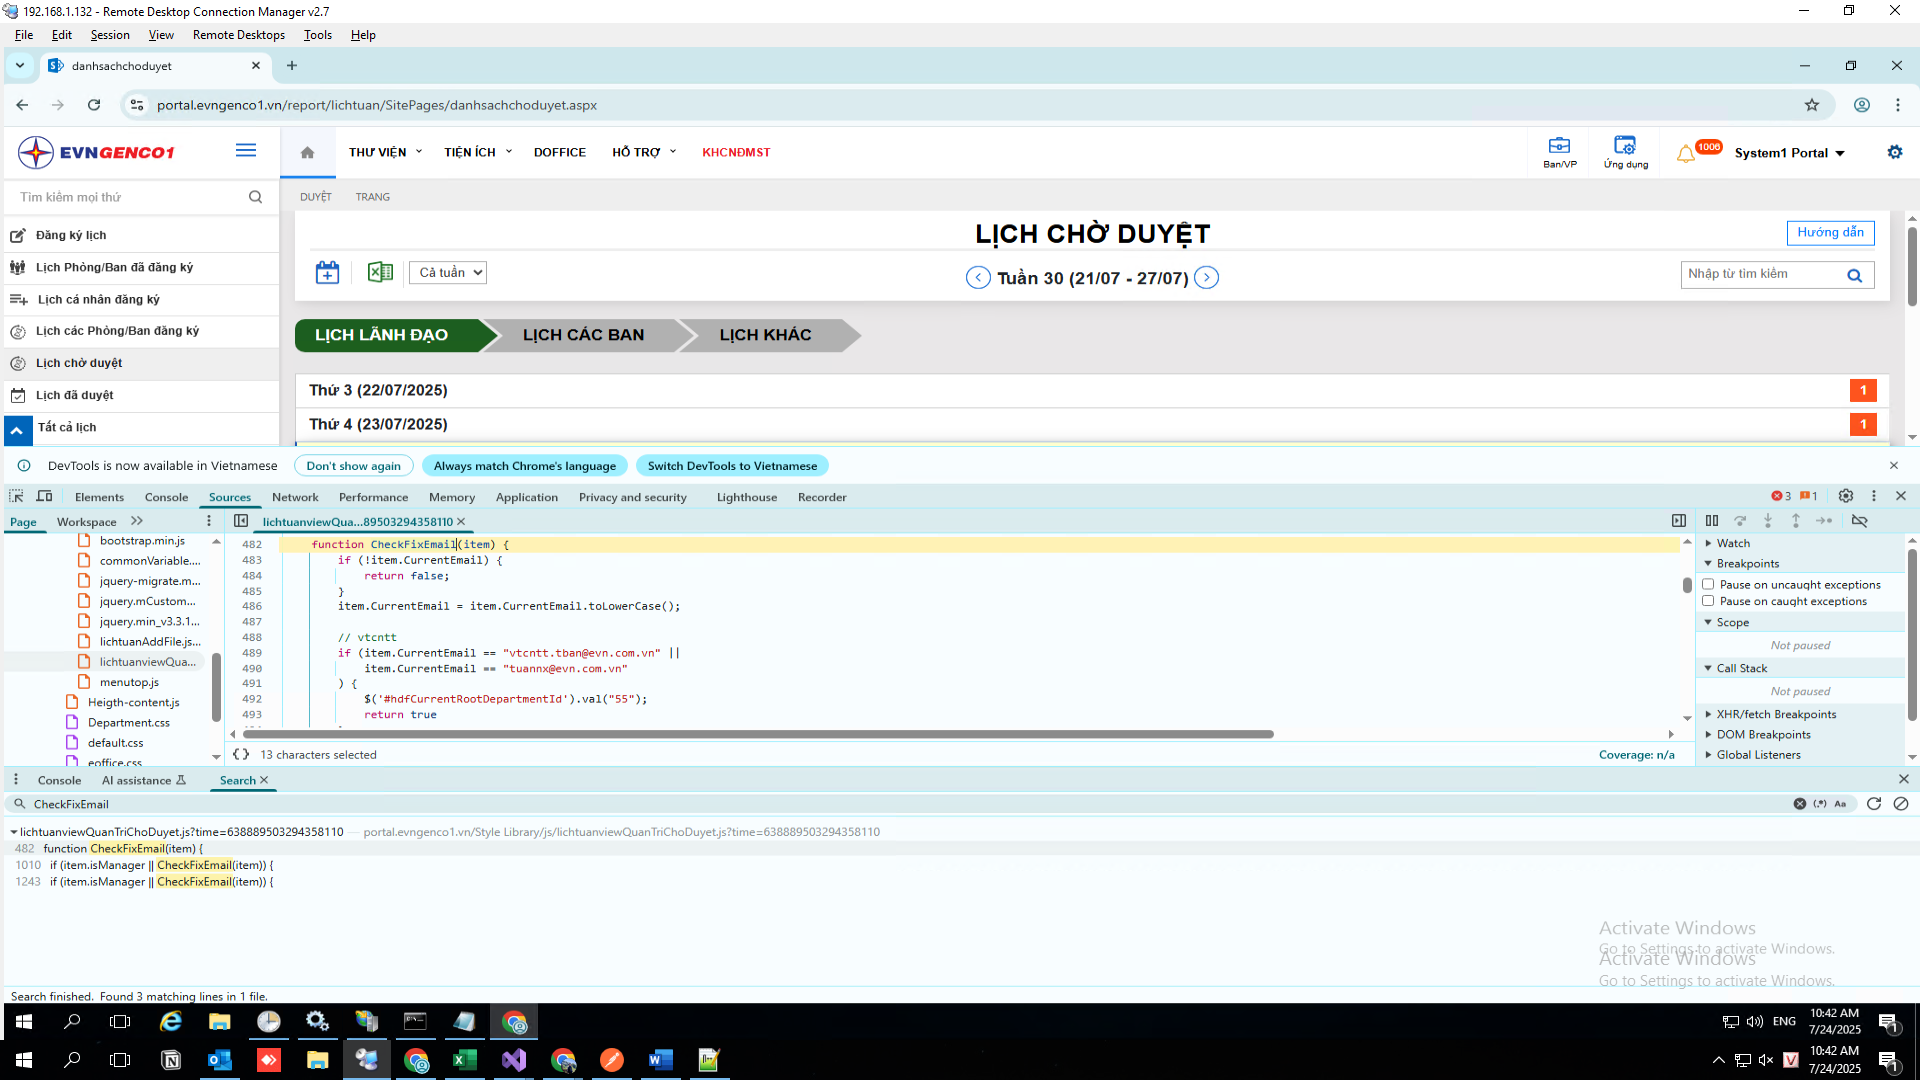 192.168.1.132 - Remote Desktop Connection Manager v2.7
File Edit Session View Remote Desktops Tools Help
danhsachchoduyet
portal.evngenco1.vn/report/lichtuan/SitePages/danhsachchoduyet.aspx
EVNGENCO1
THƯ VIỆN TIỆN ÍCH DOFFICE HỖ TRỢ KHCNĐMST
Ban/VP Ứng dụng 1006 System1 Portal
Tìm kiếm mọi thứ
DUYỆT TRANG
Đăng ký lịch
Lịch Phòng/Ban đã đăng ký
Lịch cá nhân đăng ký
Lịch các Phòng/Ban đăng ký
Lịch chờ duyệt
Lịch đã duyệt
Tất cả lịch
LỊCH CHỜ DUYỆT
Hướng dẫn
Cả tuần
Tuần 30 (21/07 - 27/07)
Nhập từ tìm kiếm
LỊCH LÃNH ĐẠO LỊCH CÁC BAN LỊCH KHÁC
Thứ 3 (22/07/2025) 1
Thứ 4 (23/07/2025) 1
DevTools is now available in Vietnamese Don't show again Always match Chrome's language Switch DevTools to Vietnamese
Elements Console Sources Network Performance Memory Application Privacy and security Lighthouse Recorder 3 1
Page Workspace lichtuanviewQua...89503294358110
bootstrap.min.js
commonVariable....
jquery-migrate.m...
jquery.mCustom...
jquery.min_v3.3.1...
lichtuanAddFile.js...
lichtuanviewQua...
menutop.js
Heigth-content.js
Department.css
default.css
eoffice.css
482 function CheckFixEmail(item) {
483 if (!item.CurrentEmail) {
484 return false;
485 }
486 item.CurrentEmail = item.CurrentEmail.toLowerCase();
487
488 // vtcntt
489 if (item.CurrentEmail == "vtcntt.tban@evn.com.vn" ||
490 item.CurrentEmail == "tuannx@evn.com.vn"
491 ) {
492 $('#hdfCurrentRootDepartmentId').val("55");
493 return true
{} 13 characters selected Coverage: n/a
Watch
Breakpoints
Pause on uncaught exceptions
Pause on caught exceptions
Scope
Not paused
Call Stack
Not paused
XHR/fetch Breakpoints
DOM Breakpoints
Global Listeners
Console AI assistance Search
CheckFixEmail (.*) Aa
lichtuanviewQuanTriChoDuyet.js?time=638889503294358110 — portal.evngenco1.vn/Style Library/js/lichtuanviewQuanTriChoDuyet.js?time=638889503294358110
482 function CheckFixEmail(item) {
1010 if (item.isManager || CheckFixEmail(item)) {
1243 if (item.isManager || CheckFixEmail(item)) {
Activate Windows
Go to Settings to activate Windows.
Activate Windows
Go to Settings to activate Windows.
Search finished. Found 3 matching lines in 1 file.
ENG 10:42 AM 7/24/2025 1
V 10:42 AM 7/24/2025 1